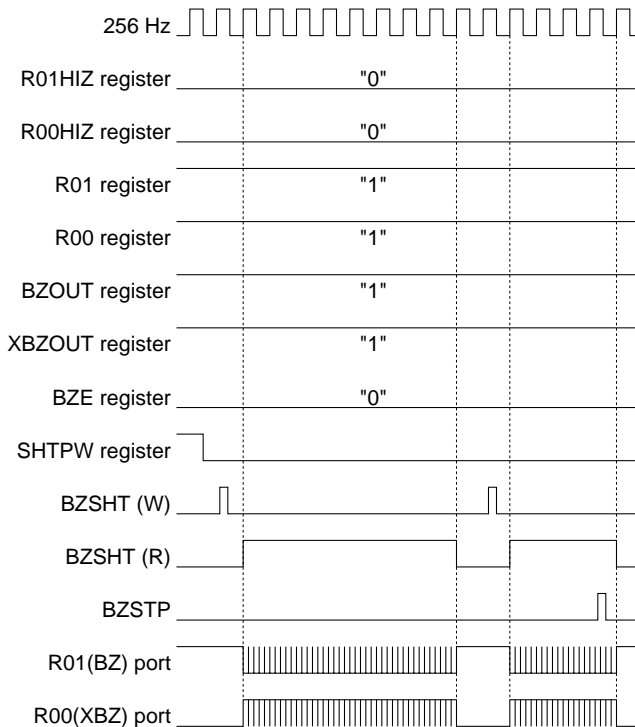 256 Hz
R01HIZ register "0"
R00HIZ register "0"
R01 register "1"
R00 register "1"
BZOUT register "1"
XBZOUT register "1"
BZE register "0"
SHTPW register
BZSHT (W)
BZSHT (R)
BZSTP
R01(BZ) port
R00(XBZ) port